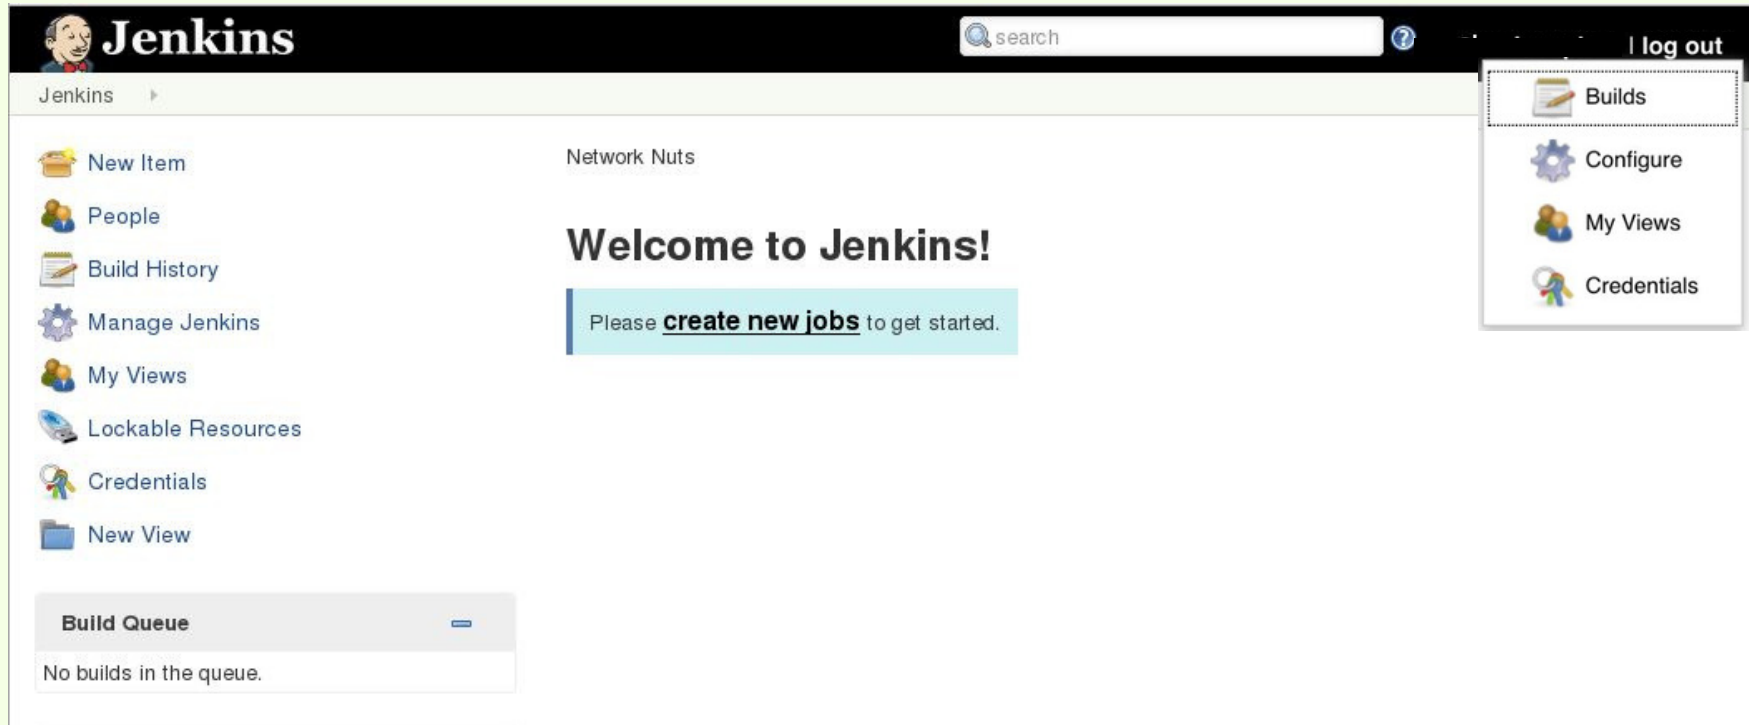 Jenkins
search
| log out
Jenkins
Builds
Configure
My Views
Credentials
New Item
People
Build History
Manage Jenkins
My Views
Lockable Resources
Credentials
New View
Network Nuts
Welcome to Jenkins!
Please create new jobs to get started.
Build Queue
No builds in the queue.